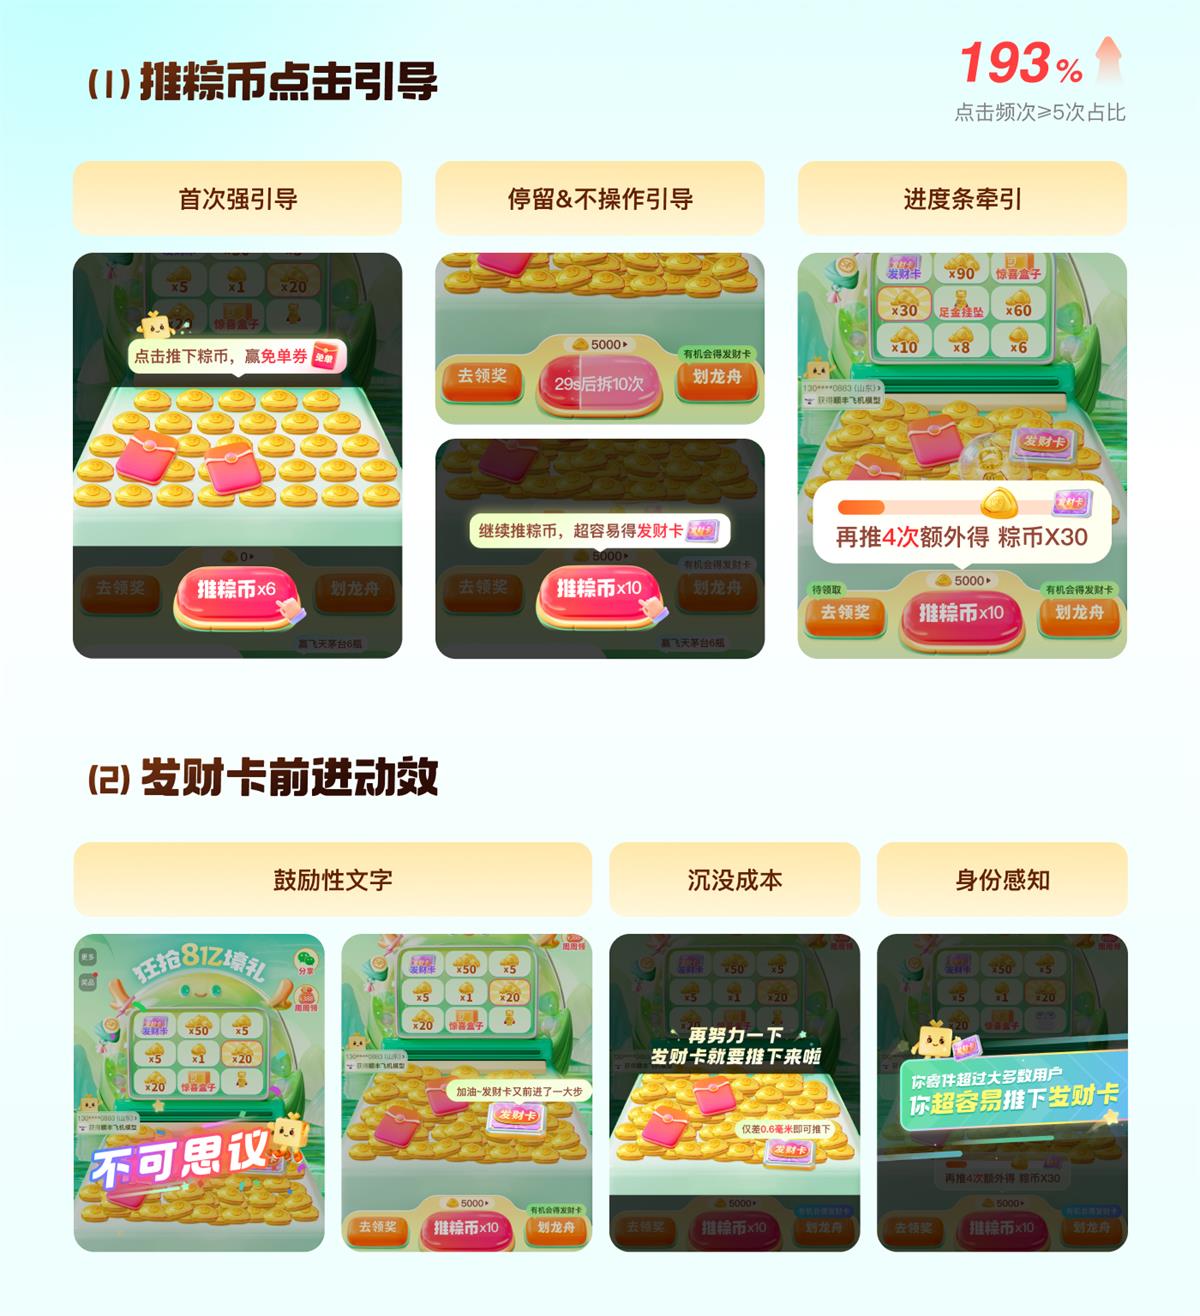 (1) 推粽币点击引导
193%
点击频次≥5次占比
首次强引导
停留&不操作引导
进度条牵引
x5
x1
x20
惊喜盒子
点击推下粽币，赢免单券
免单
0
去领奖
推粽币x6
划龙舟
赢飞天茅台6瓶
5000
有机会得发财卡
去领奖
29s后拆10次
划龙舟
继续推粽币，超容易得发财卡
发财卡
5000
有机会得发财卡
去领奖
推粽币x10
划龙舟
赢飞天茅台6瓶
发财卡
x90
惊喜盒子
x30
足金挂坠
x60
x10
x8
x6
130****0883 (山东)
获得顺丰飞机模型
发财卡
发财卡
再推4次额外得 粽币X30
5000
待领取
有机会得发财卡
去领奖
推粽币x10
划龙舟
(2) 发财卡前进动效
鼓励性文字
沉没成本
身份感知
更多
奖品
狂抢8亿壕礼
分享
周周领
发财卡
x50
x5
x5
x1
x20
x20
惊喜盒子
130****0883 (山东)
获得顺丰飞机模型
不可思议
周周领
发财卡
x50
x5
x5
x1
x20
x20
惊喜盒子
130****0883 (山东)
获得顺丰飞机模型
加油~发财卡又前进了一大步
发财卡
5000
有机会得发财卡
去领奖
推粽币x10
划龙舟
周周领
发财卡
x50
x5
x5
x1
x20
再努力一下
发财卡就要推下来啦
仅差0.6毫米即可推下
发财卡
5000
有机会得发财卡
去领奖
推粽币x10
划龙舟
周周领
发财卡
x50
x5
x5
x1
x20
x20
惊喜盒子
你幸件超过大多数用户
你超容易推下发财卡
再推4次额外得 粽币X30
5000
有机会得发财卡
去领奖
推粽币x10
划龙舟